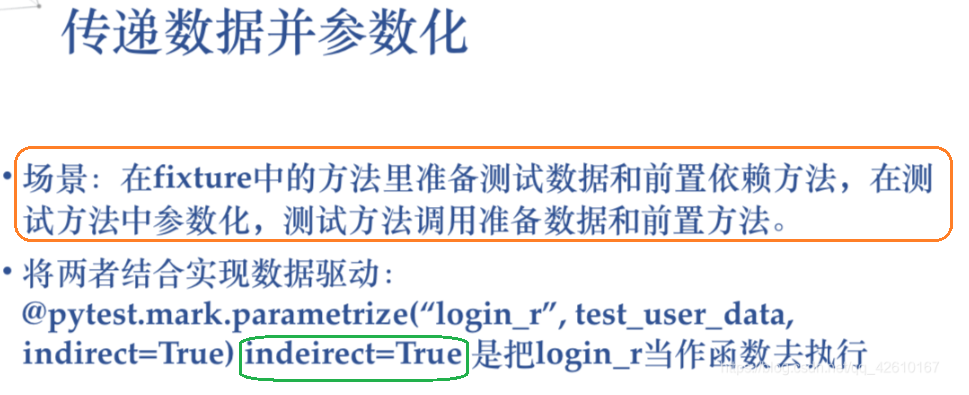 传递数据并参数化
• 场景：在fixture中的方法里准备测试数据和前置依赖方法，在测
试方法中参数化，测试方法调用准备数据和前置方法。
• 将两者结合实现数据驱动：
@pytest.mark.parametrize(“login_r”, test_user_data,
indirect=True) indeirect=True 是把login_r当作函数去执行
https://blog.csdn.net/qq_42610167